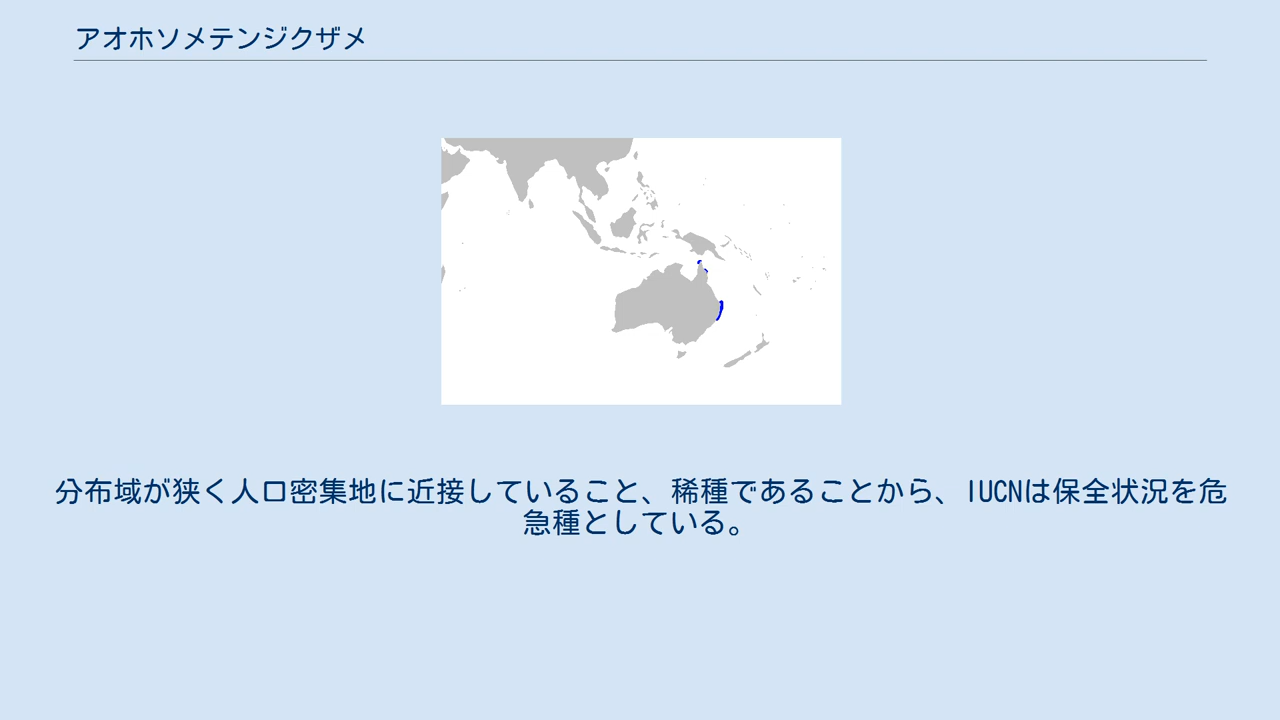 アオホソメテンジクザメ
分布域が狭く人口密集地に近接していること、稀種であることから、IUCNは保全状況を危
急種としている。